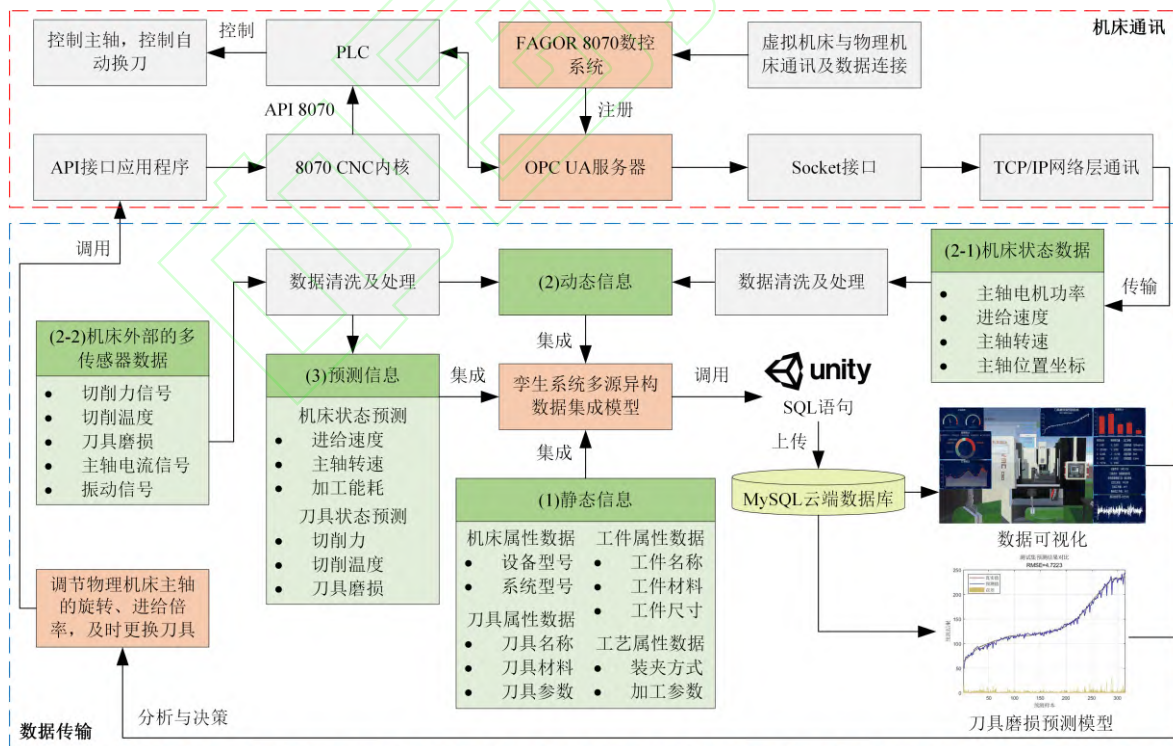 机床通讯
控制主轴，控制自
动换刀
控制
PLC
FAGOR 8070数控
系统
虚拟机床与物理机
床通讯及数据连接
API 8070
注册
API接口应用程序
8070 CNC内核
OPC UA服务器
Socket接口
TCP/IP网络层通讯
调用
数据清洗及处理
(2)动态信息
数据清洗及处理
(2-1)机床状态数据
• 主轴电机功率
• 进给速度
• 主轴转速
• 主轴位置坐标
传输
(2-2)机床外部的多
传感器数据
• 切削力信号
• 切削温度
• 刀具磨损
• 主轴电流信号
• 振动信号
集成
(3)预测信息
机床状态预测
• 进给速度
• 主轴转速
• 加工能耗
刀具状态预测
• 切削力
• 切削温度
• 刀具磨损
集成
孪生系统多源异构
数据集成模型
调用
unity
SQL语句
上传
集成
(1)静态信息
机床属性数据
• 设备型号
• 系统型号
刀具属性数据
• 刀具名称
• 刀具材料
• 刀具参数
工件属性数据
• 工件名称
• 工件材料
• 工件尺寸
工艺属性数据
• 装夹方式
• 加工参数
MySQL云端数据库
数据可视化
RMSE=4.7223
250
200
150
100
50
0
50
100
150
200
250
300
刀具磨损预测模型
调节物理机床主轴
的旋转、进给倍
率，及时更换刀具
分析与决策
数据传输